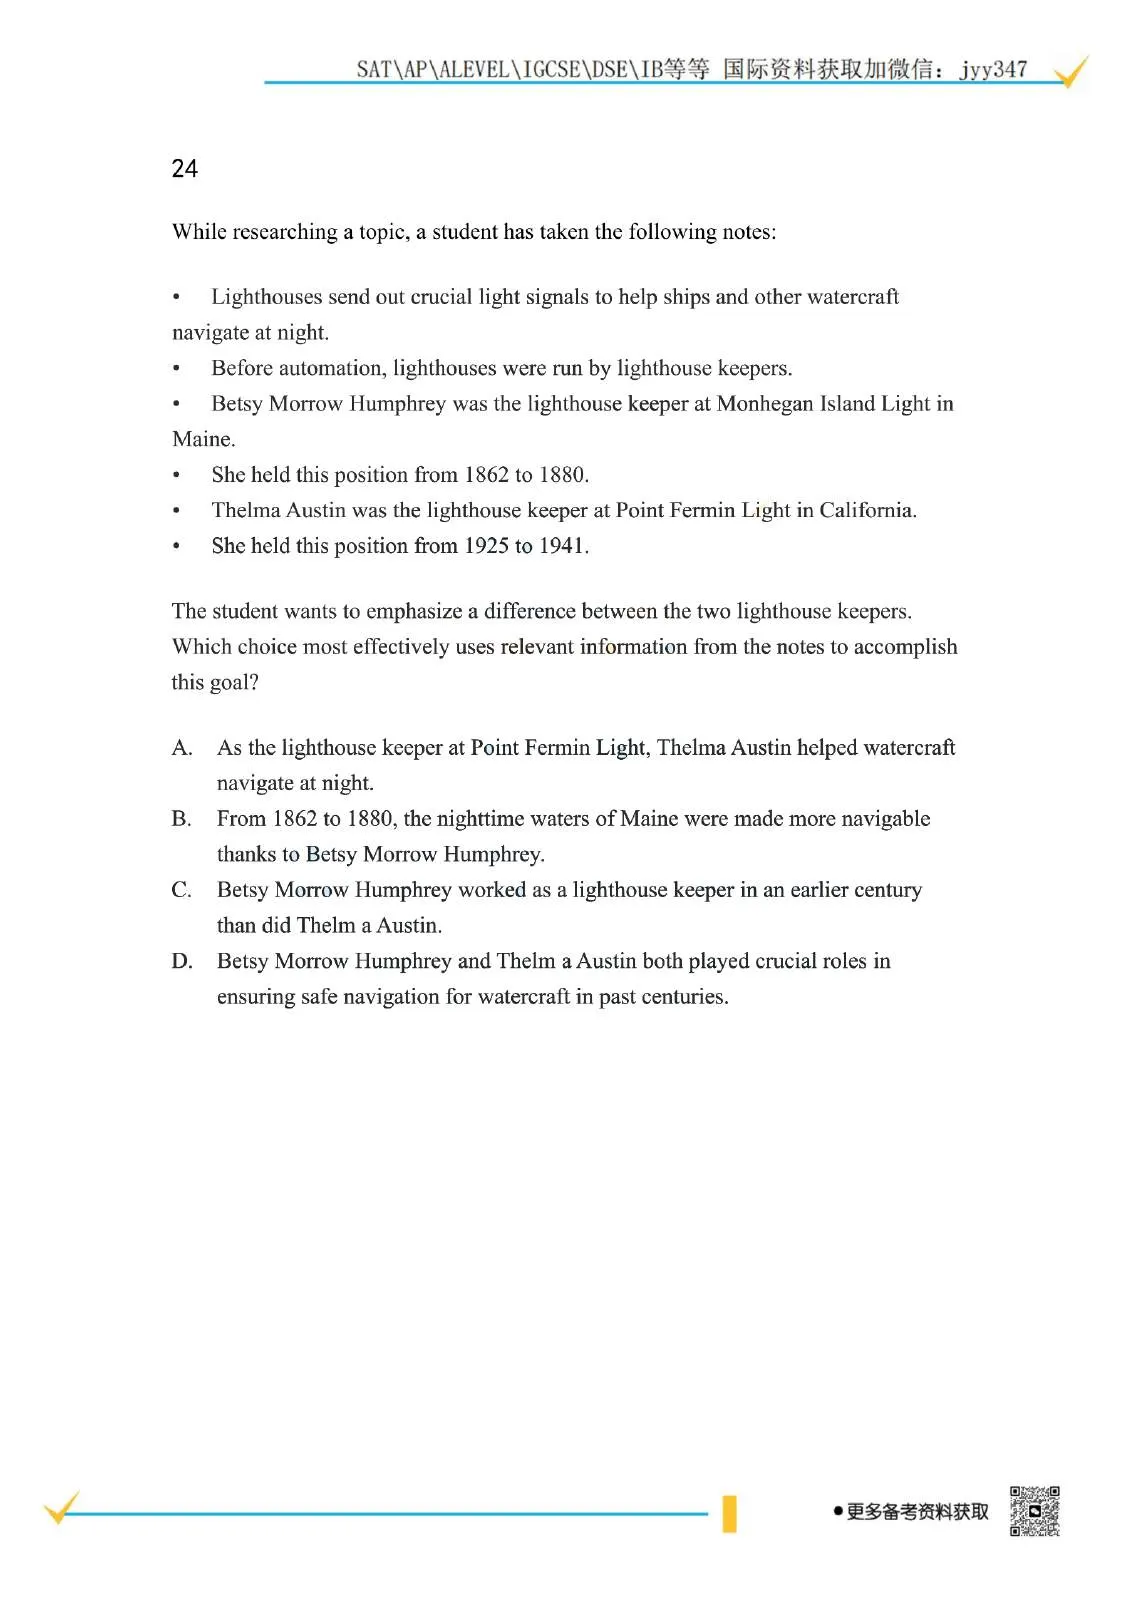 SAT\AP\ALEVEL\IGCSE\DSE\IB等等 国际资料获取加微信：jyy347
24
While researching a topic, a student has taken the following notes:
• Lighthouses send out crucial light signals to help ships and other watercraft
navigate at night.
• Before automation, lighthouses were run by lighthouse keepers.
• Betsy Morrow Humphrey was the lighthouse keeper at Monhegan Island Light in
Maine.
• She held this position from 1862 to 1880.
• Thelma Austin was the lighthouse keeper at Point Fermin Light in California.
• She held this position from 1925 to 1941.
The student wants to emphasize a difference between the two lighthouse keepers.
Which choice most effectively uses relevant information from the notes to accomplish
this goal?
A. As the lighthouse keeper at Point Fermin Light, Thelma Austin helped watercraft
navigate at night.
B. From 1862 to 1880, the nighttime waters of Maine were made more navigable
thanks to Betsy Morrow Humphrey.
C. Betsy Morrow Humphrey worked as a lighthouse keeper in an earlier century
than did Thelm a Austin.
D. Betsy Morrow Humphrey and Thelm a Austin both played crucial roles in
ensuring safe navigation for watercraft in past centuries.
●更多备考资料获取